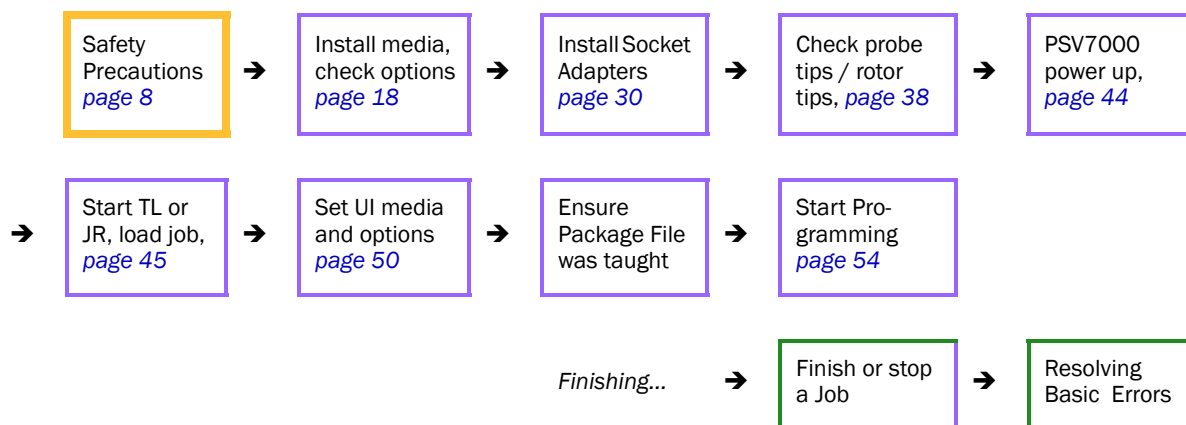 Safety
Precautions
page 8
➔
Install media,
check options
page 18
➔
Install Socket
Adapters
page 30
➔
Check probe
tips / rotor
tips, page 38
➔
PSV7000
power up,
page 44
➔
Start TL or
JR, load job,
page 45
➔
Set UI media
and options
page 50
➔
Ensure
Package File
was taught
➔
Start Pro-
gramming
page 54
Finishing...
➔
Finish or stop
a Job
➔
Resolving
Basic Errors